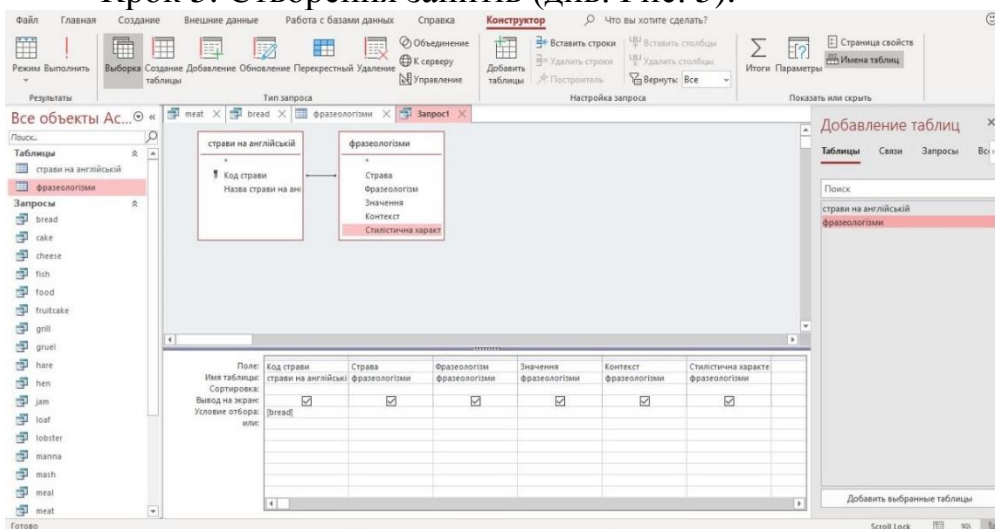 Крок 3. Створення запитів (див. Рис. 3).
Файл Главная Создание Внешние данные Работа с базами данных Справка Конструктор Что вы хотите сделать?
Режим Выполнить Выборка Создание таблицы Добавление Обновление Перекрестный Удаление
Объединение
К серверу
Управление
Добавить таблицы
Вставить строки
Удалить строки
Построитель
Вставить столбцы
Удалить столбцы
Вернуть: Все
Итоги Параметры
Страница свойств
Имена таблиц
Результаты Тип запроса Настройка запроса Показать или скрыть
Все объекты Ac...
Поиск...
Таблицы
страви на англійській
фразеологізми
Запросы
bread
cake
cheese
fish
food
fruitcake
grill
gruel
hare
hen
jam
loaf
lobster
manna
mash
meal
meat
meat bread фразеологізми Запрос1
страви на англійській
*
Код страви
Назва страви на ан
фразеологізми
*
Страва
Фразеологізм
Значення
Контекст
Стилістична характ
Поле: Код страви Страва Фразеологізм Значення Контекст Стилістична характе
Имя таблицы: страви на англійські фразеологізми фразеологізми фразеологізми фразеологізми фразеологізми
Сортировка:
Вывод на экран:
Условие отбора: [bread]
или:
Добавление таблиц
Таблицы Связи Запросы Все
Поиск
страви на англійській
фразеологізми
Добавить выбранные таблицы
Готово Scroll Lock SQL